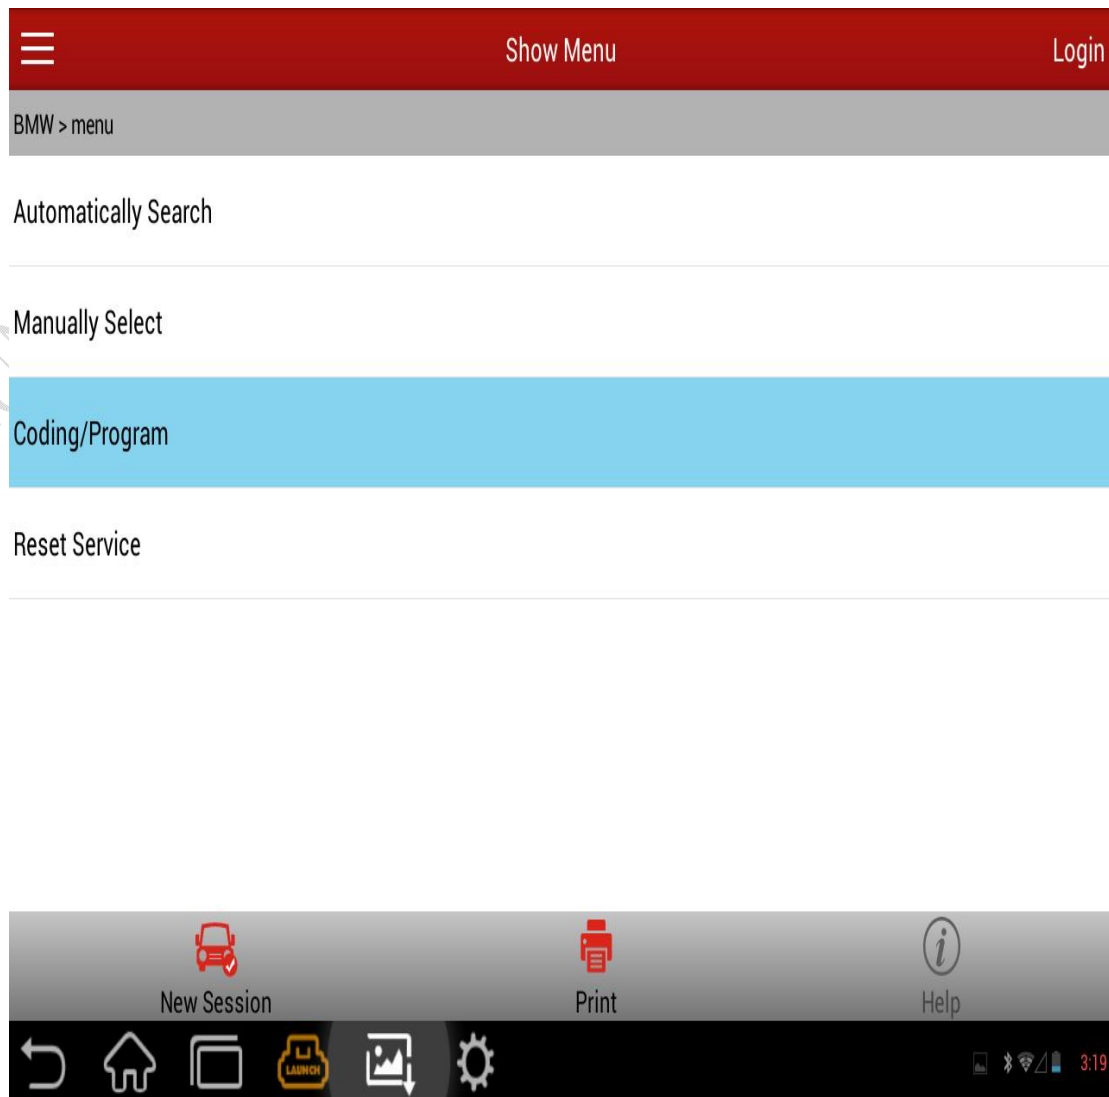 Show Menu
Login
BMW > menu
Automatically Search
Manually Select
Coding/Program
Reset Service
New Session
Print
i
Help
LAUNCH
3:19